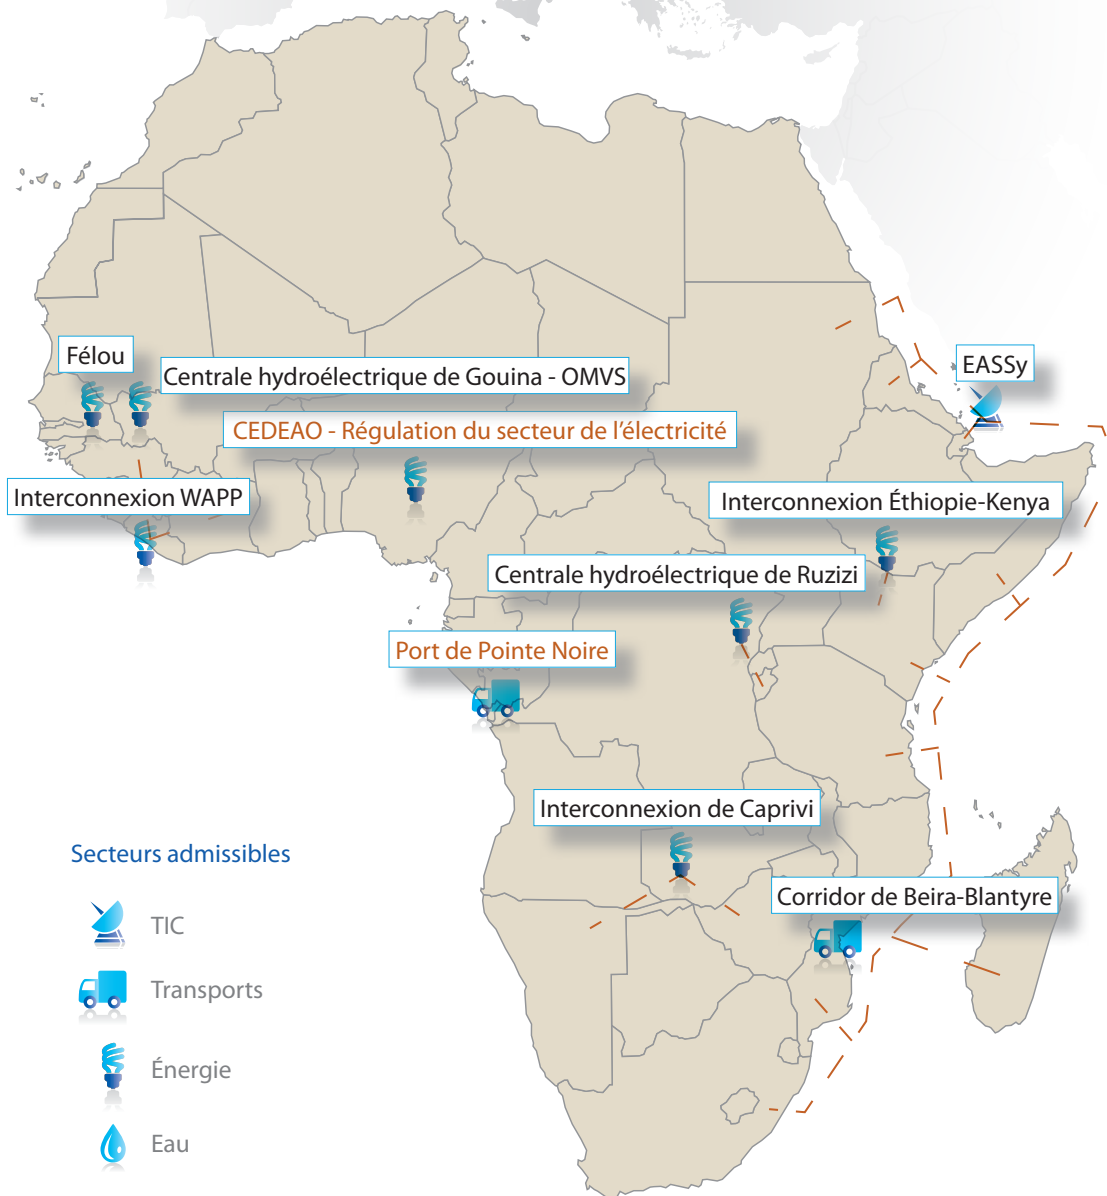 Félou
Centrale hydroélectrique de Gouina - OMVS
EASSy
CEDEAO - Régulation du secteur de l’électricité
Interconnexion WAPP
Interconnexion Éthiopie-Kenya
Centrale hydroélectrique de Ruzizi
Port de Pointe Noire
Interconnexion de Caprivi
Corridor de Beira-Blantyre
Secteurs admissibles
TIC
Transports
Énergie
Eau